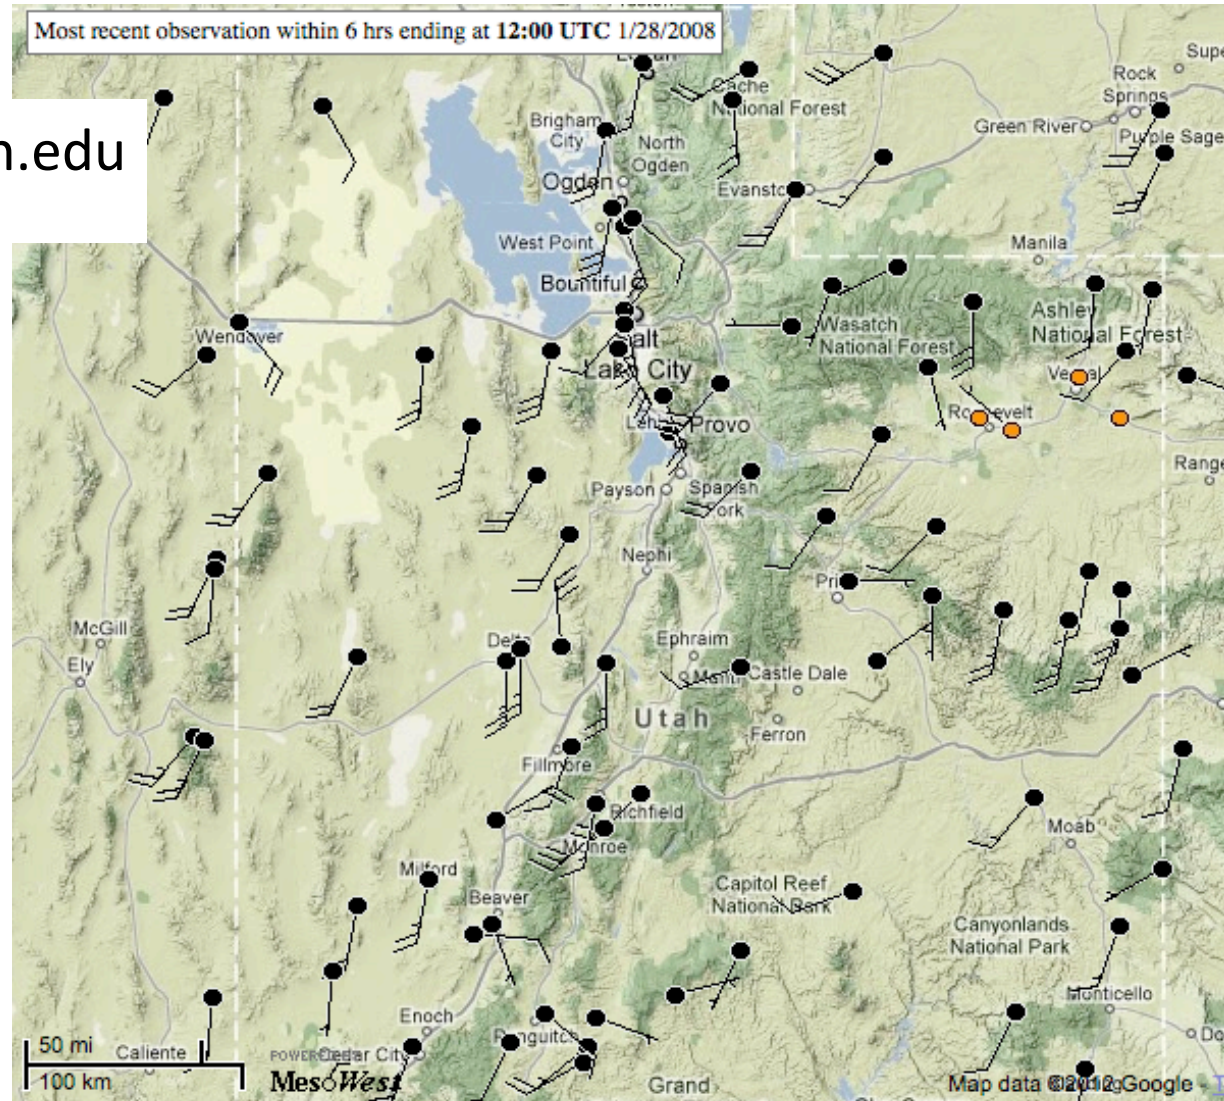 Most recent observation within 6 hrs ending at 12:00 UTC 1/28/2008
n.edu
Cache
National Forest
Rock
Springs
Supe
Green River
Purple Sage
Brigham
City
North
Ogden
Ogden
West Point
Manila
Bountiful
Wasatch
National Forest
Ashley
National Forest
Wendover
Lake City
Provo
Roosevelt
Range
Payson
Spanish
Fork
Nephi
McGill
Ely
Delta
Ephraim
Manti
Castle Dale
Utah
Ferron
Fillmore
Richfield
Monroe
Moab
Milford
Beaver
Capitol Reef
National Park
Canyonlands
National Park
Monticello
Enoch
Panguitch
Cedar City
Caliente
50 mi
100 km
MesoWest
Grand
Map data ©2012 Google -